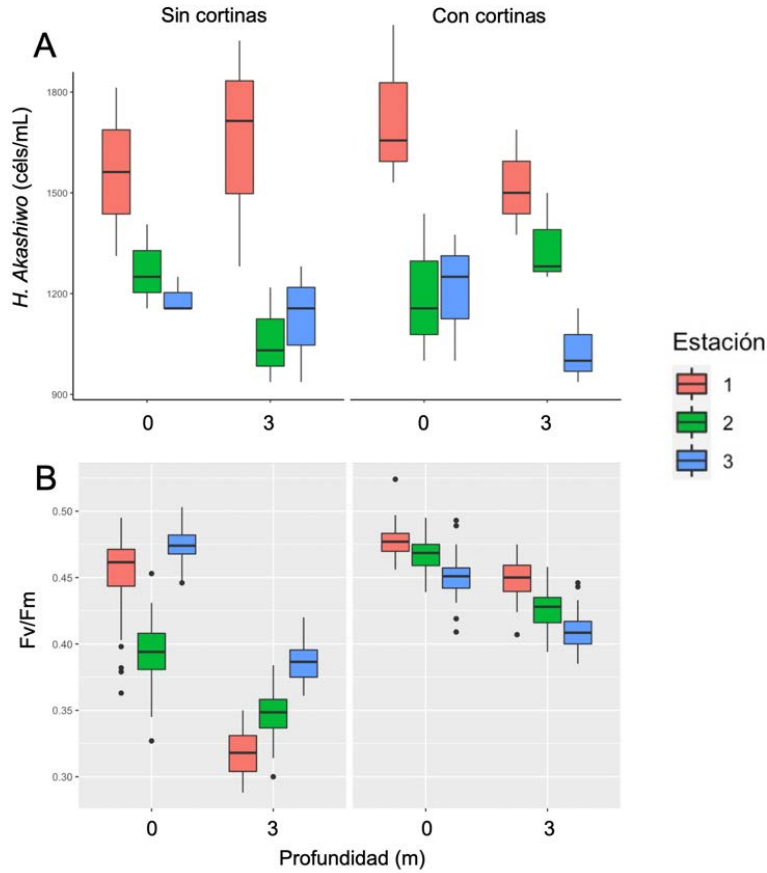 Sin cortinas
Con cortinas
A
H. Akashiwo (céls/mL)
1800
1500
1200
900
0
3
0
3
Estación
1
2
3
B
Fv/Fm
0.50
0.45
0.40
0.35
0.30
0
3
0
3
Profundidad (m)